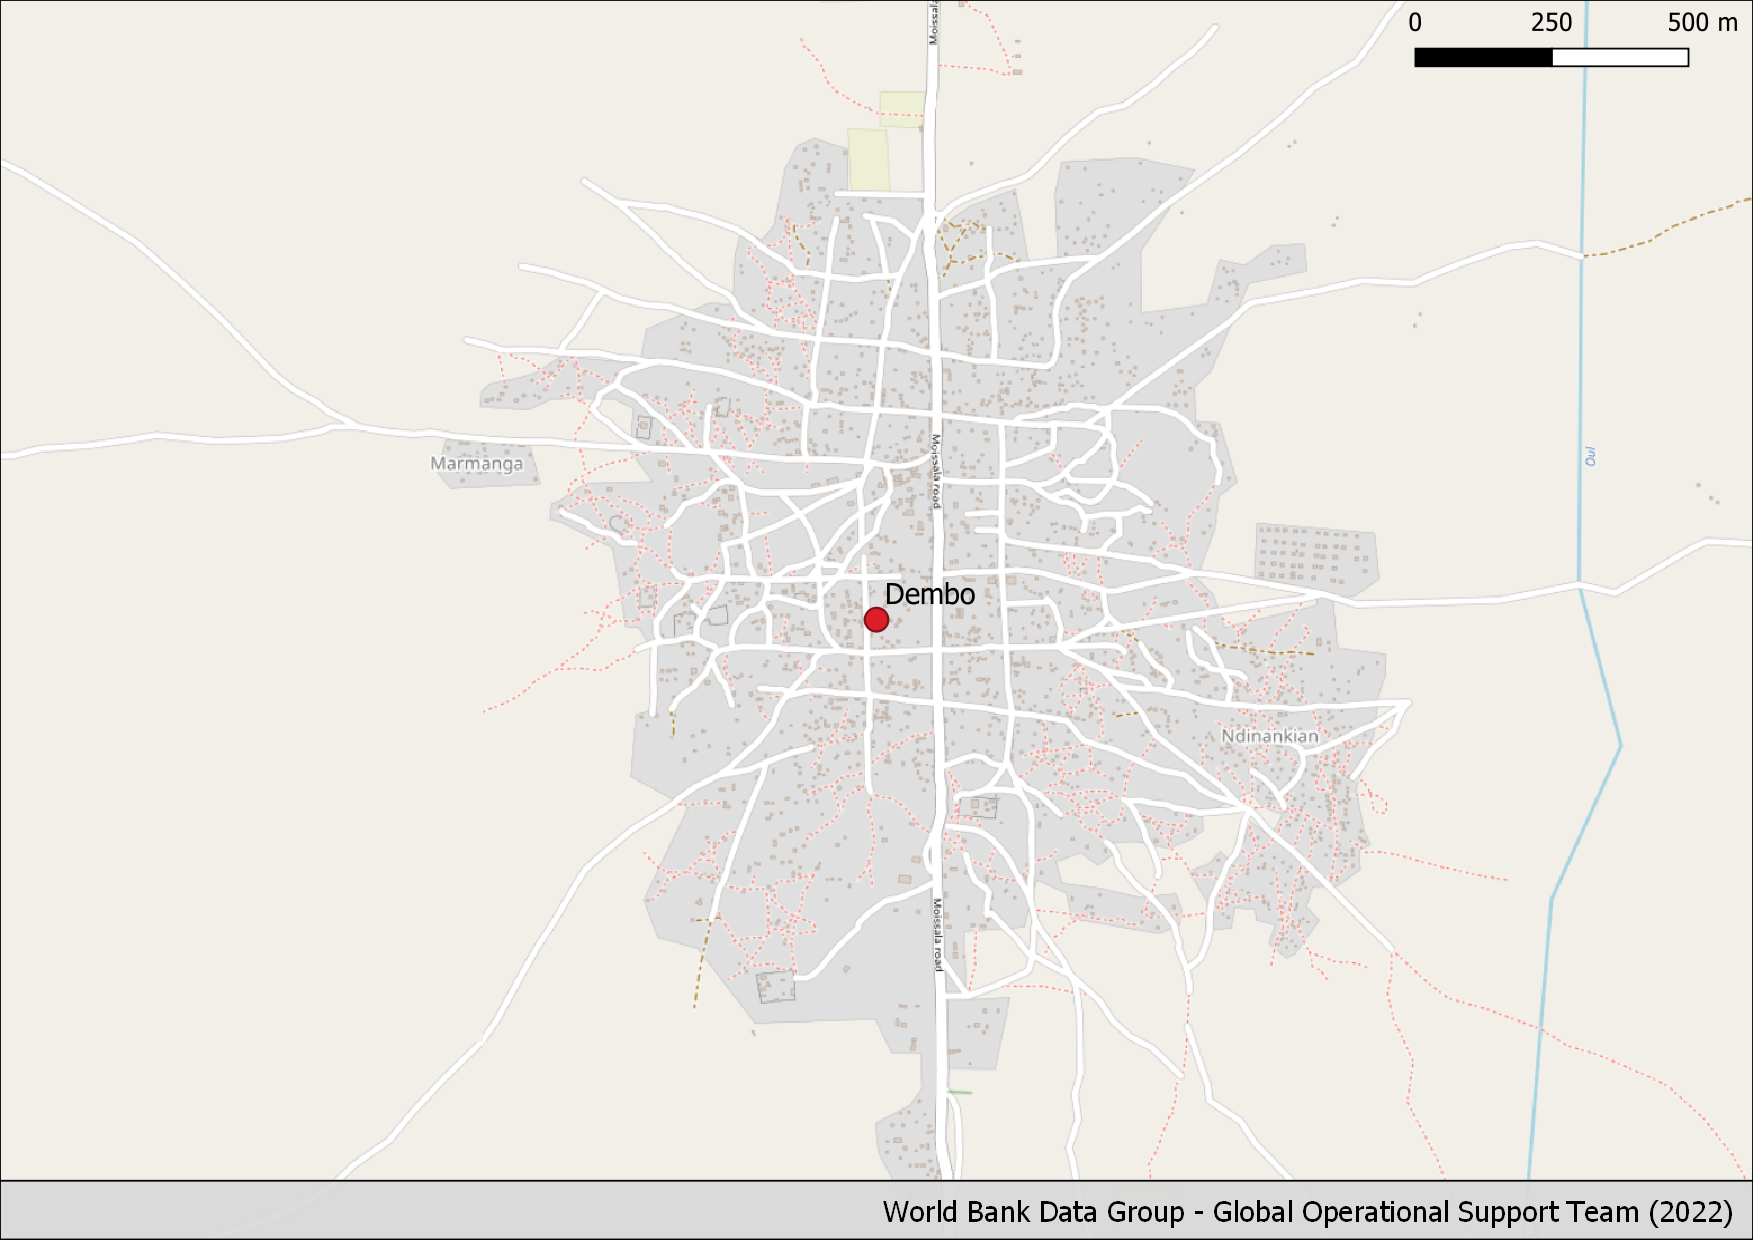 0 250 500 m
Moissala
Marmanga
Moissala road
Oul
Dembo
Ndinankian
Moissala road
World Bank Data Group - Global Operational Support Team (2022)